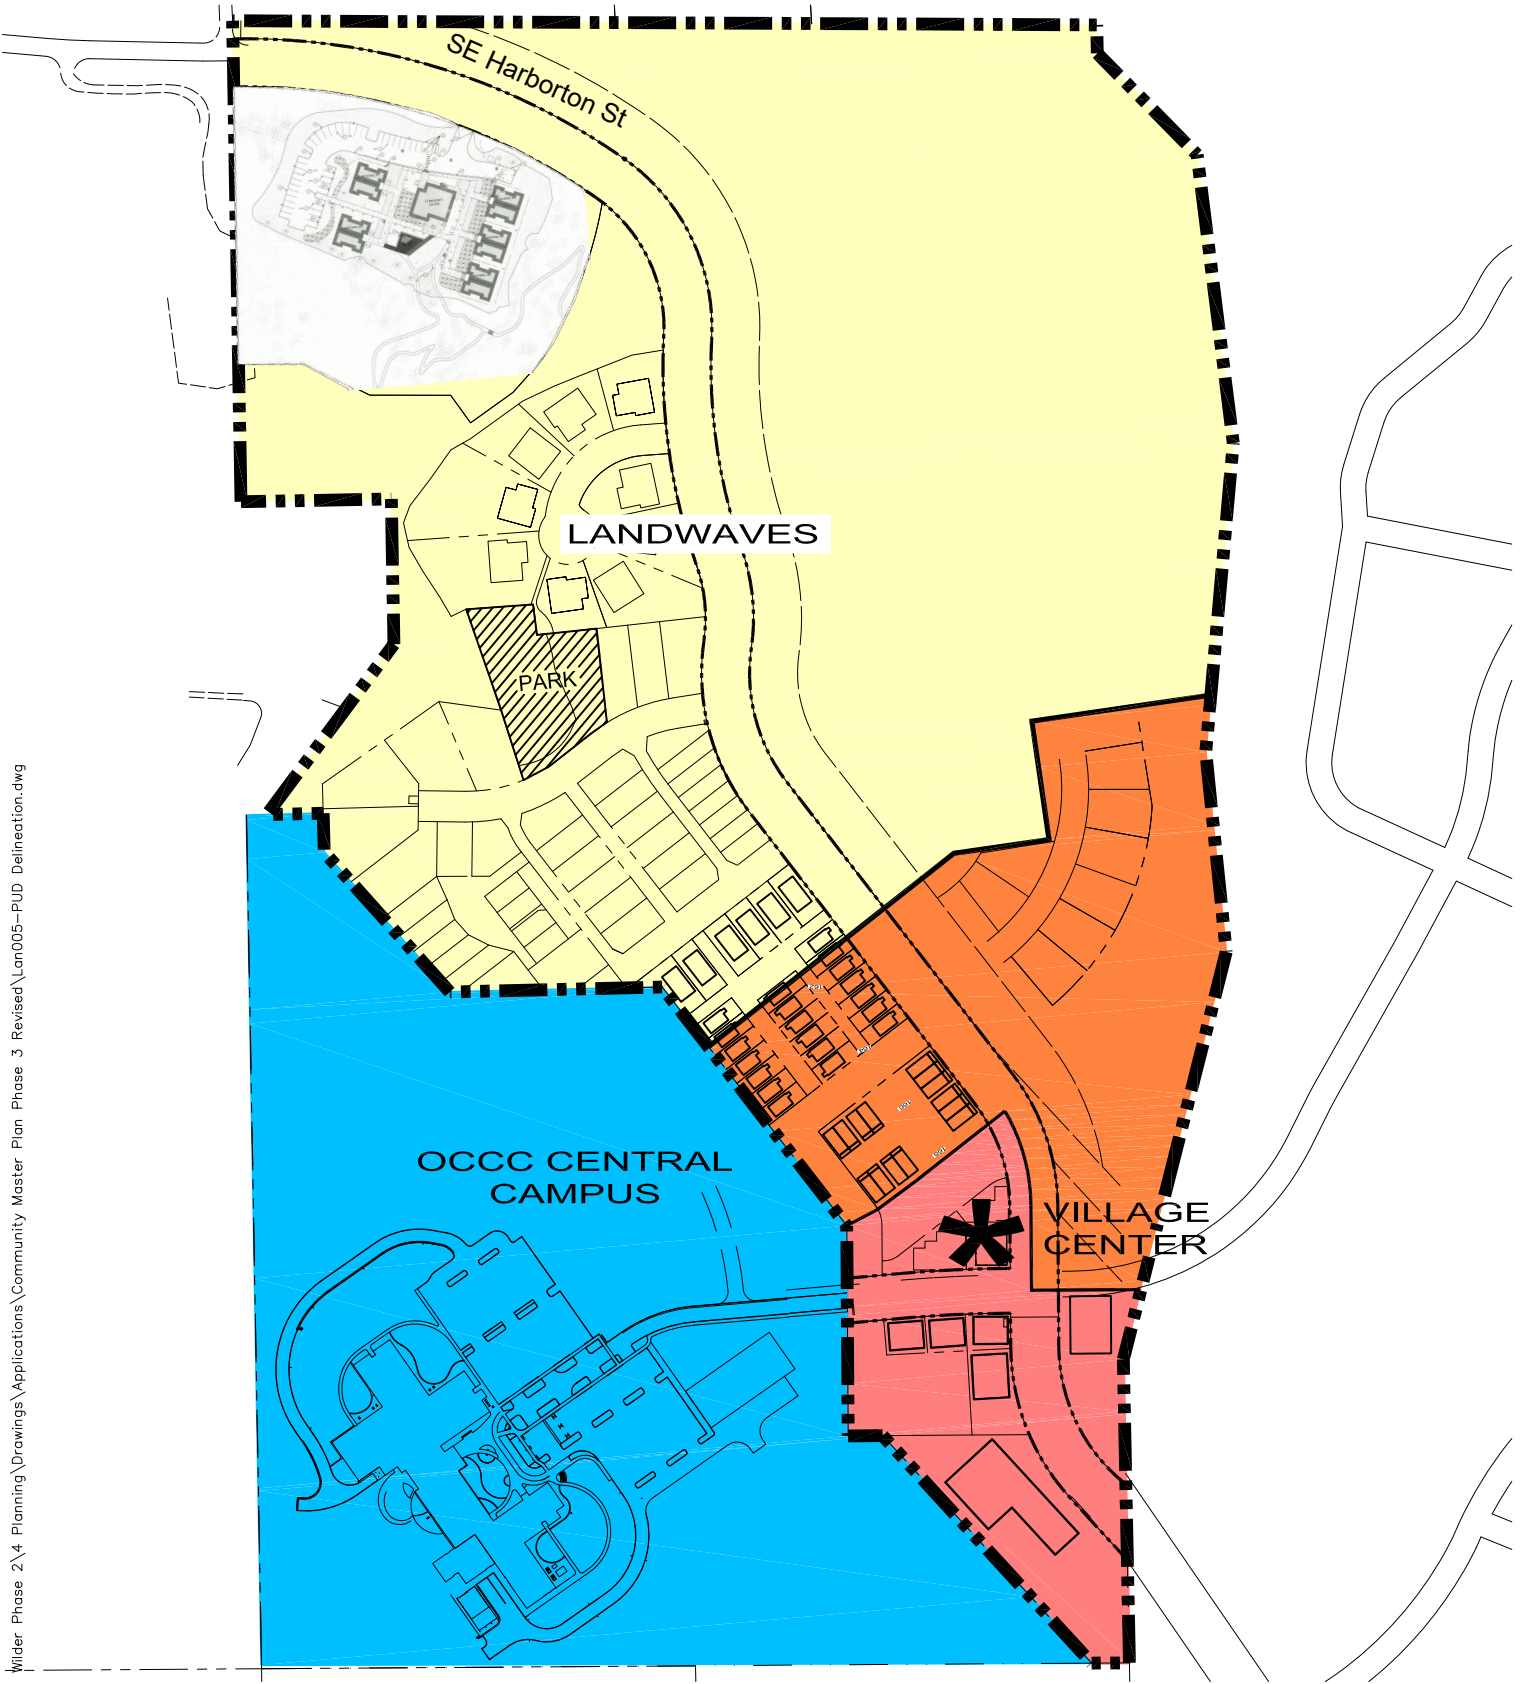 SE Harborton St
LANDWAVES
PARK
OCCC CENTRAL
CAMPUS
VILLAGE
CENTER
Wilder Phase 2\4 Planning\Drawings\Applications\Community Master Plan Phase 3 Revised\Lan005-PUD Delineation.dwg